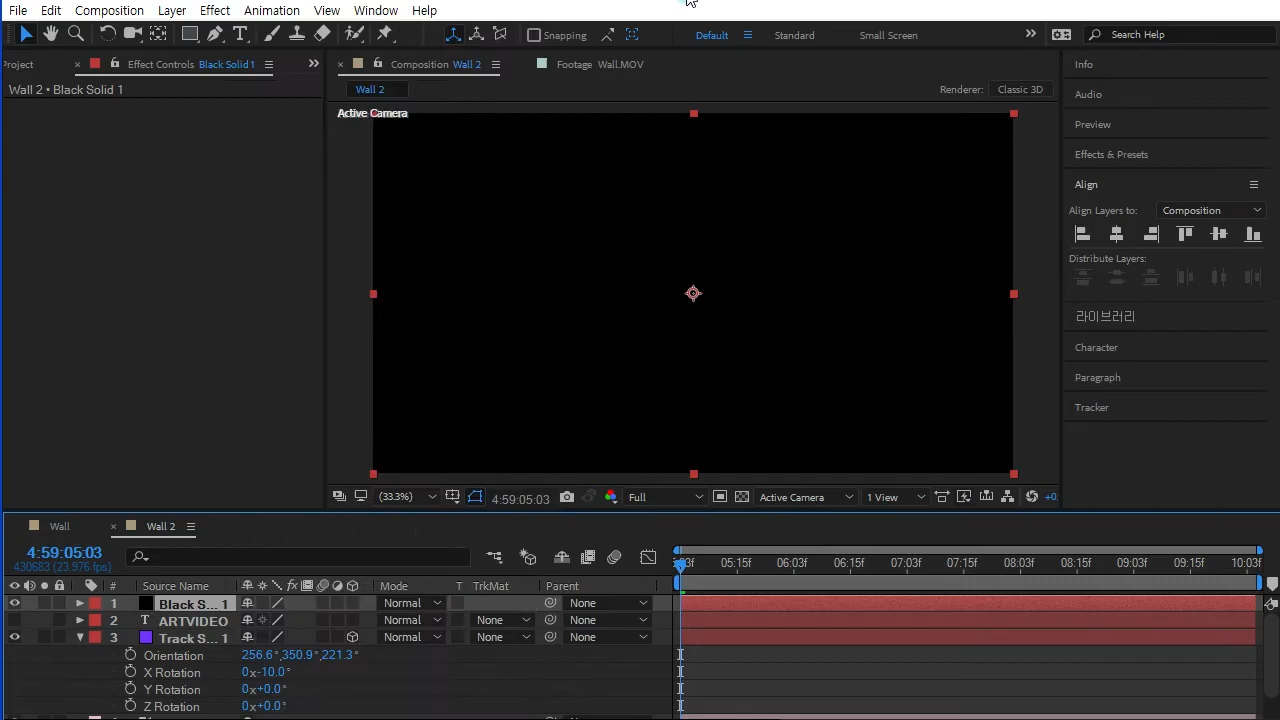 File Edit Composition Layer Effect Animation View Window Help
T Snapping Default Standard Small Screen Search Help
Project Effect Controls Black Solid 1 Composition Wall 2 Footage Wall.MOV Info
Wall 2 • Black Solid 1 Wall 2 Renderer: Classic 3D Audio
Active Camera
Preview
Effects & Presets
Align
Align Layers to: Composition
Distribute Layers:
라이브러리
Character
Paragraph
Tracker
(33.3%) 4:59:05:03 Full Active Camera 1 View +0
Wall Wall 2
4:59:05:03
430683 (23.976 fps)
05:15f 06:03f 06:15f 07:03f 07:15f 08:03f 08:15f 09:03f 09:15f 10:03f
# Source Name fx Mode T TrkMat Parent
1 Black S... 1 Normal None
2 T ARTVIDEO Normal None None
3 Track S... 1 Normal None None
Orientation 256.6°,350.9°,221.3°
X Rotation 0x-10.0°
Y Rotation 0x+0.0°
Z Rotation 0x+0.0°